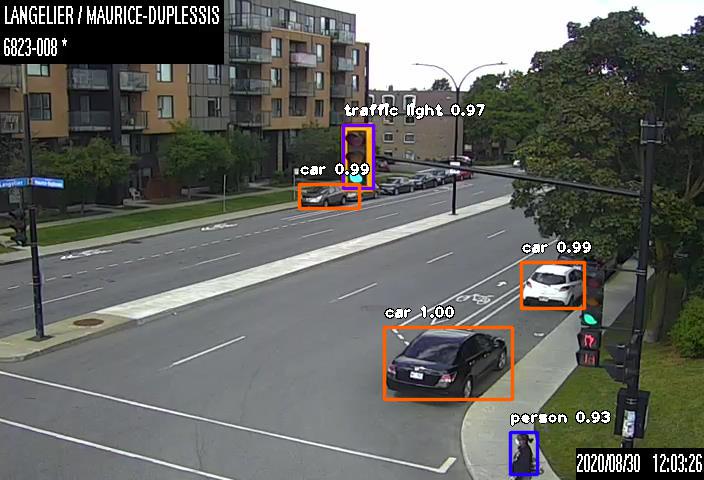 LANGELIER / MAURICE-DUPLESSIS
6823-008 *
traffic light 0.97
car 0.99
Langelier
car 0.99
car 1.00
person 0.93
2020/08/30 12:03:26